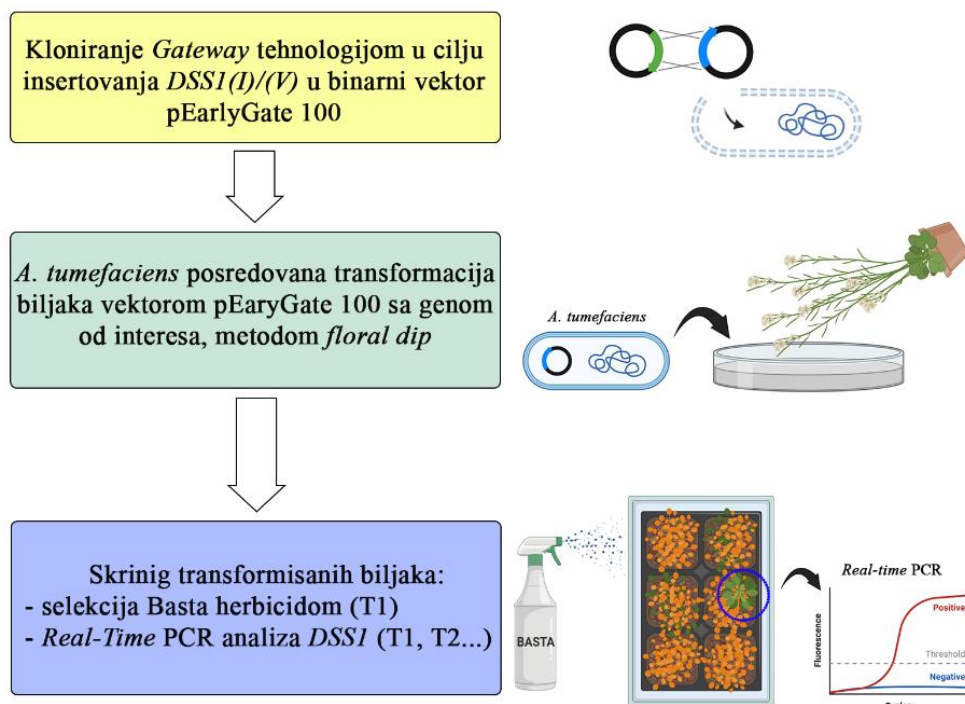 Kloniranje Gateway tehnologijom u cilju
insertovanja DSS1(I)/(V) u binarni vektor
pEarlyGate 100
A. tumefaciens posredovana transformacija
biljaka vektorom pEaryGate 100 sa genom
od interesa, metodom floral dip
A. tumefaciens
Skrinig transformisanih biljaka:
- selekcija Basta herbicidom (T1)
- Real-Time PCR analiza DSS1 (T1, T2...)
BASTA
Real-time PCR
Positive
Threshold
Negative
Fluorescence